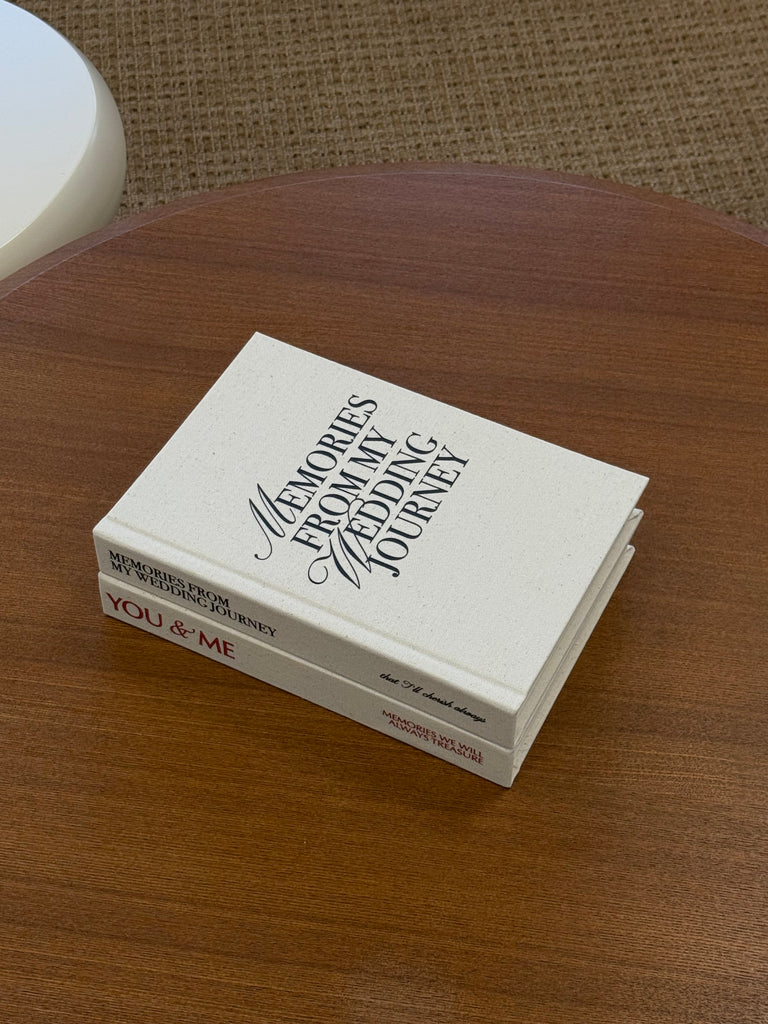 MEMORIES
FROM MY
WEDDING
JOURNEY
MEMORIES FROM
MY WEDDING JOURNEY
that I'll cherish always
YOU & ME
MEMORIES WE WILL
ALWAYS TREASURE